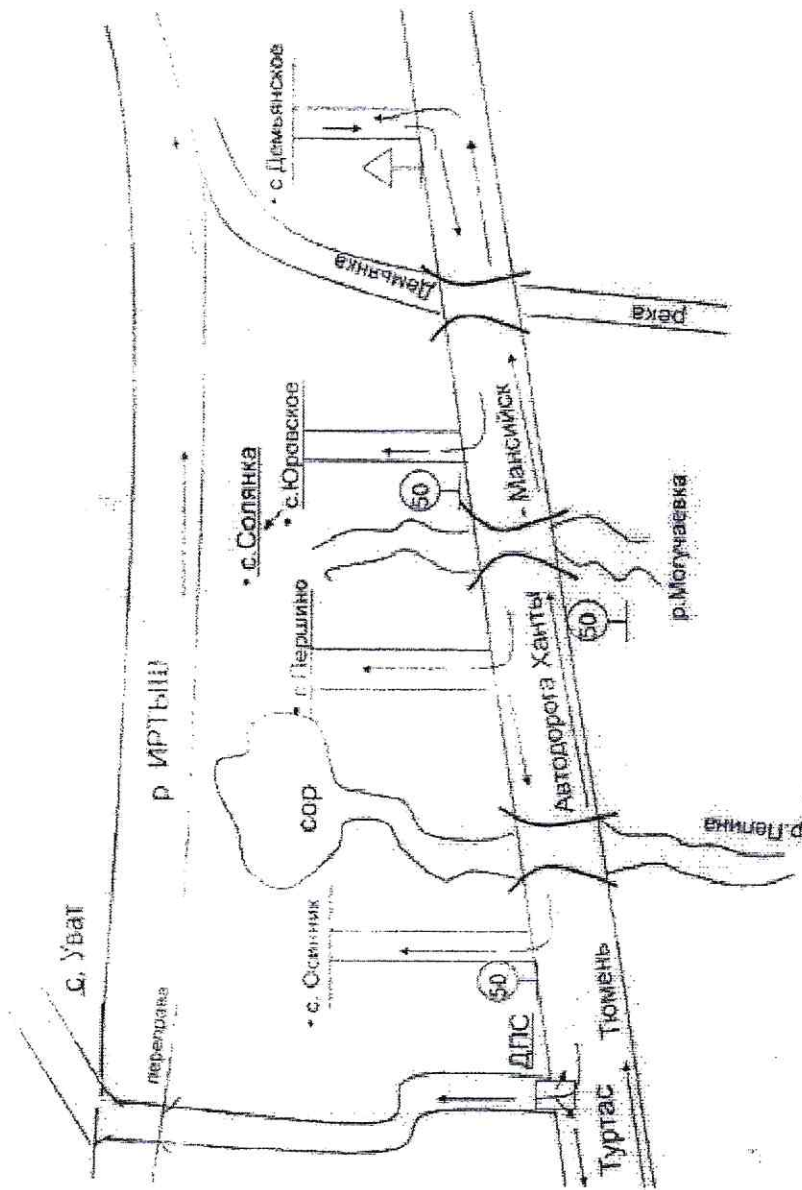 с. Уват
переправа
р ИРТЫШ
* с. Осинник
50
ДПС
Туртас
Тюмень
сор
р.Пепина
* с Першино
Автодорога Ханты
- Мансийск
50
р.Могучаевка
* с.Солянка
* с.Юровское
50
Демьянка
река
* с Демьянское